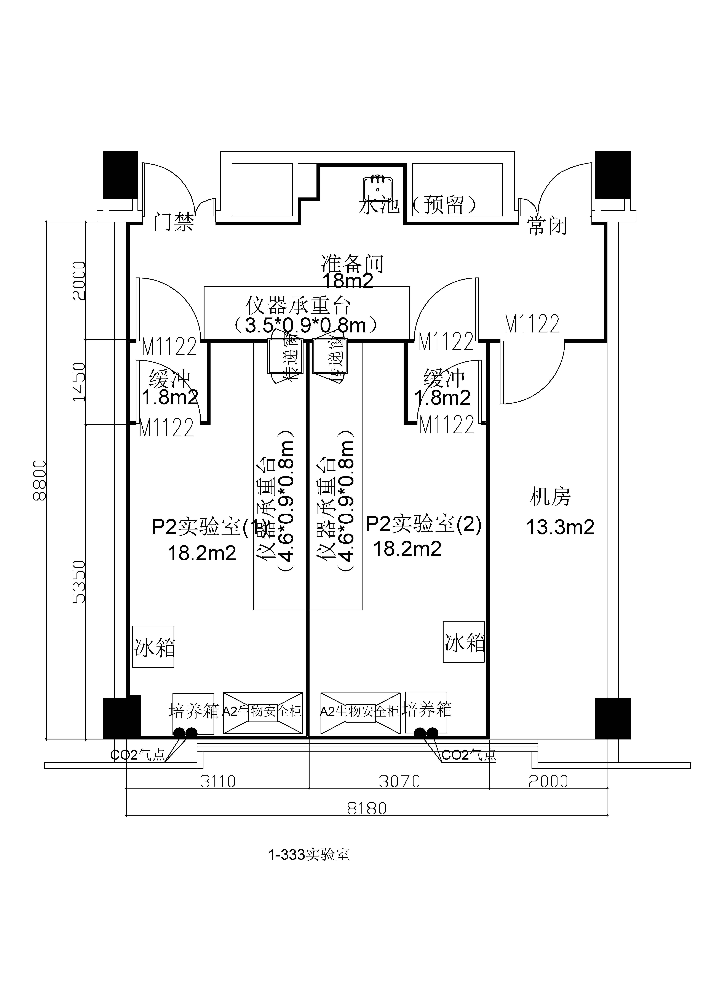 水池（预留）
门禁
常闭
准备间
18m2
2000
仪器承重台
（3.5*0.9*0.8m）
M1122
M1122
M1122
传递窗
传递窗
1450
缓冲
1.8m2
缓冲
1.8m2
M1122
M1122
8800
仪器承重台
（4.6*0.9*0.8m）
仪器承重台
（4.6*0.9*0.8m）
机房
13.3m2
P2实验室(1)
18.2m2
P2实验室(2)
18.2m2
5350
冰箱
冰箱
培养箱
A2生物安全柜
A2生物安全柜
培养箱
CO2气点
CO2气点
3110
3070
2000
8180
1-333实验室